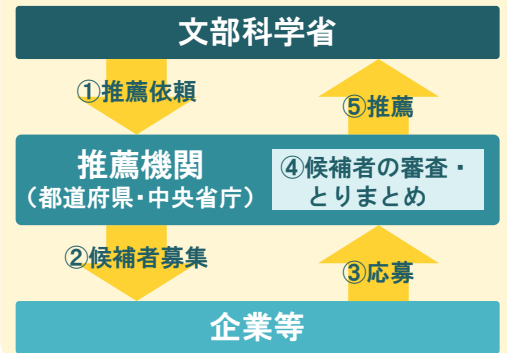 文部科学省
①推薦依頼
⑤推薦
推薦機関
（都道府県・中央省庁）
④候補者の審査・
とりまとめ
②候補者募集
③応募
企業等